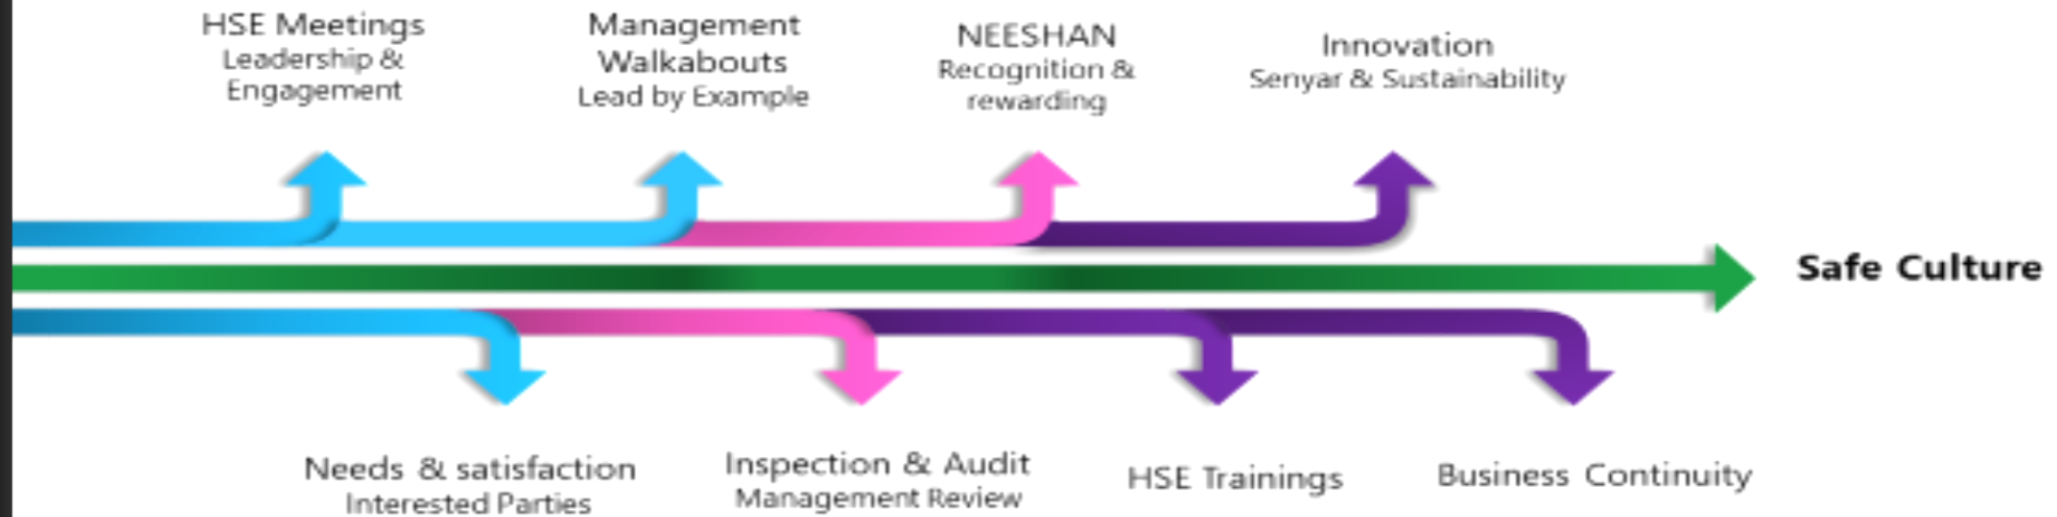 HSE Meetings
Leadership &
Engagement
Management
Walkabouts
Lead by Example
NEESHAN
Recognition &
rewarding
Innovation
Senyar & Sustainability
Safe Culture
Needs & satisfaction
Interested Parties
Inspection & Audit
Management Review
HSE Trainings
Business Continuity